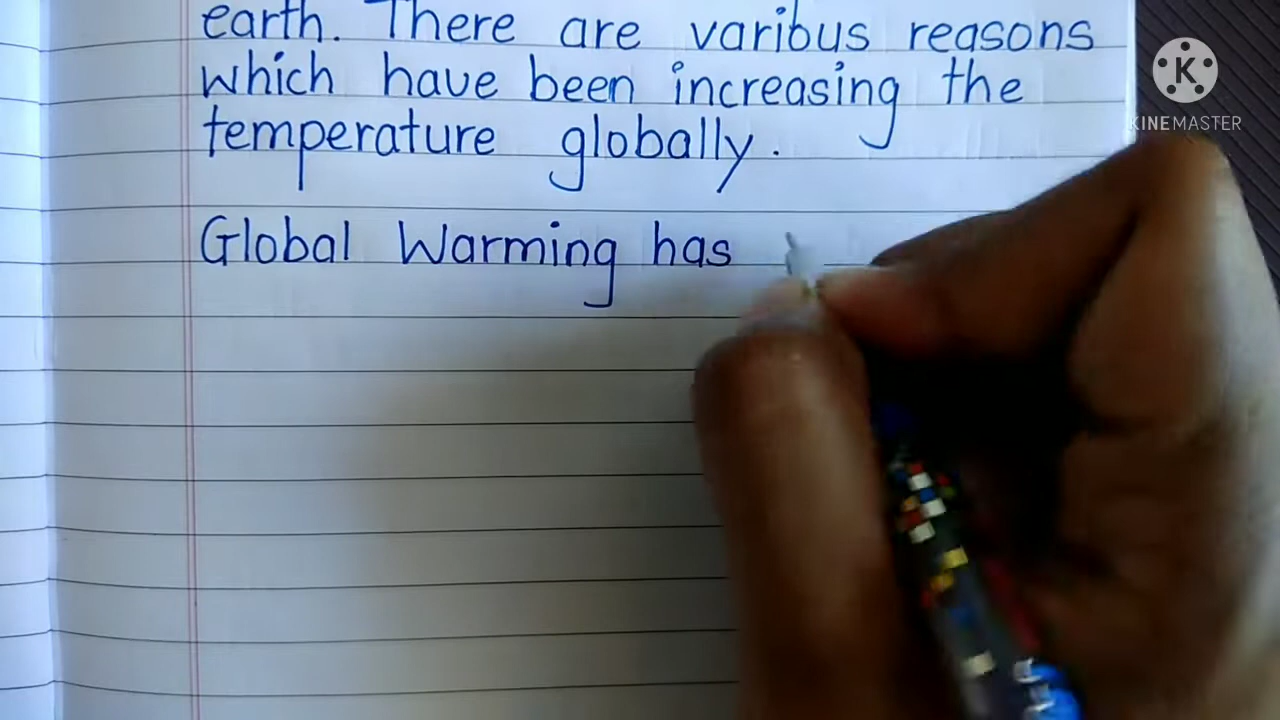 earth. There are various reasons
which have been increasing the
temperature globally.
Global Warming has
K
KINEMASTER